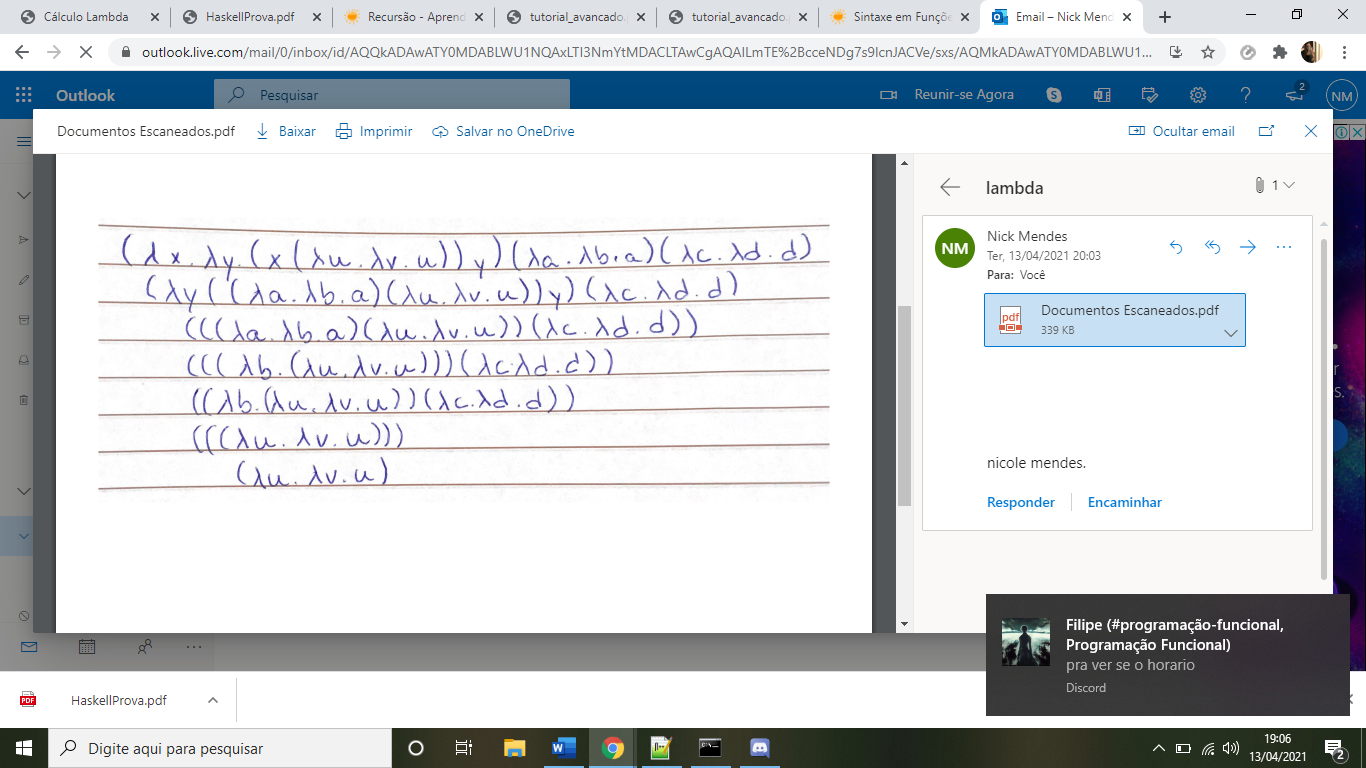 Cálculo Lambda
HaskellProva.pdf
Recursão - Aprend
tutorial_avancado.
tutorial_avancado.
Sintaxe em Funçõe
Email – Nick Mend
outlook.live.com/mail/0/inbox/id/AQQkADAwATY0MDABLWU1NQAxLTI3NmYtMDACLTAwCgAQAILmTE%2BcceNDg7s9IcnJACVe/sxs/AQMkADAwATY0MDABLWU1...
Outlook
Pesquisar
Reunir-se Agora
2
NM
Documentos Escaneados.pdf
Baixar
Imprimir
Salvar no OneDrive
Ocultar email
(λx.λy.(x(λu.λv.u))y)(λa.λb.a)(λc.λd.d)
(λy((λa.λb.a)(λu.λv.u))y)(λc.λd.d)
(((λa.λb.a)(λu.λv.u))(λc.λd.d))
(((λb.(λu.λv.u)))(λc.λd.d))
((λb.(λu.λv.u))(λc.λd.d))
(((λu.λv.u)))
(λu.λv.u)
lambda
1
NM
Nick Mendes
Ter, 13/04/2021 20:03
Para: Você
pdf
Documentos Escaneados.pdf
339 KB
nicole mendes.
Responder
Encaminhar
Filipe (#programação-funcional,
Programação Funcional)
pra ver se o horario
Discord
PDF
HaskellProva.pdf
Digite aqui para pesquisar
19:06
13/04/2021
2